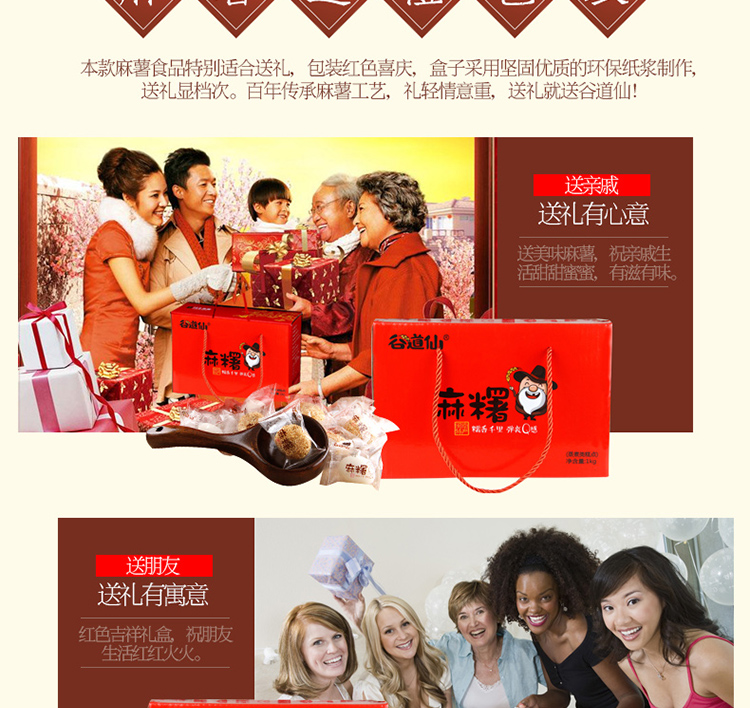 本款麻薯食品特别适合送礼，包装红色喜庆，盒子采用坚固优质的环保纸浆制作，
送礼显档次。百年传承麻薯工艺，礼轻情意重，送礼就送谷道仙！
送亲戚
送礼有心意
送美味麻薯，祝亲戚生
活甜甜蜜蜜，有滋有味。
谷道仙
麻糬
谷道仙®
麻糬
糯香千里 弹爽Q感
净含量:1kg
麻糬
送朋友
送礼有寓意
红色吉祥礼盒，祝朋友
生活红红火火。